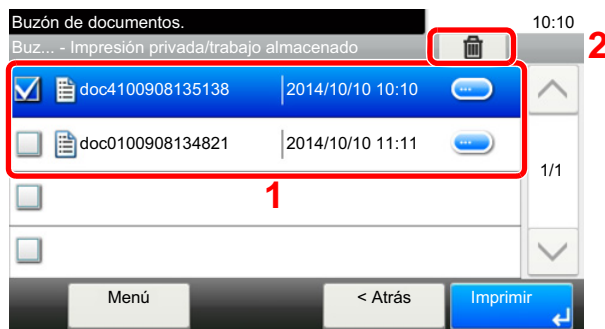 Buzón de documentos.
10:10
Buz... - Impresión privada/trabajo almacenado
2
doc4100908135138 2014/10/10 10:10 ...
doc0100908134821 2014/10/10 11:11 ...
1/1
1
Menú < Atrás Imprimir